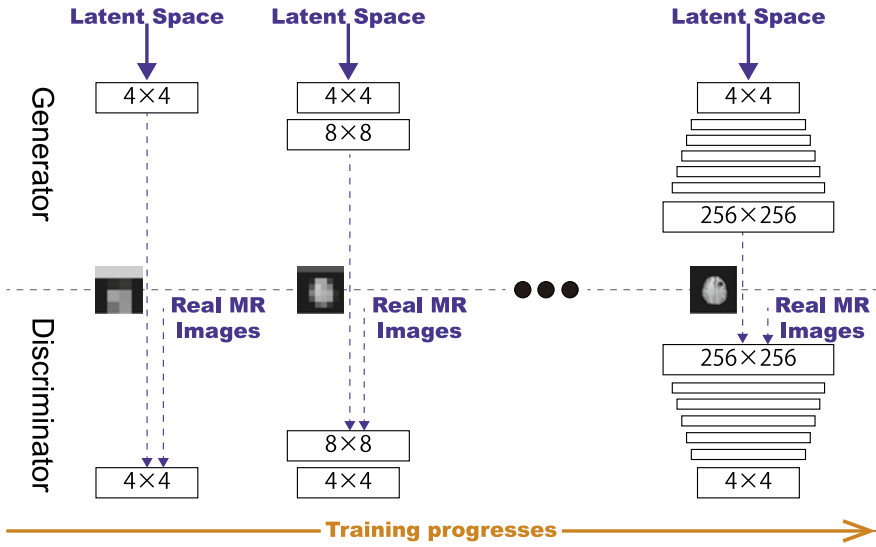 Latent Space
Latent Space
Latent Space
Generator
4×4
4×4
8×8
4×4
256×256
Real MR
Images
Real MR
Images
Real MR
Images
Discriminator
4×4
8×8
4×4
256×256
4×4
Training progresses